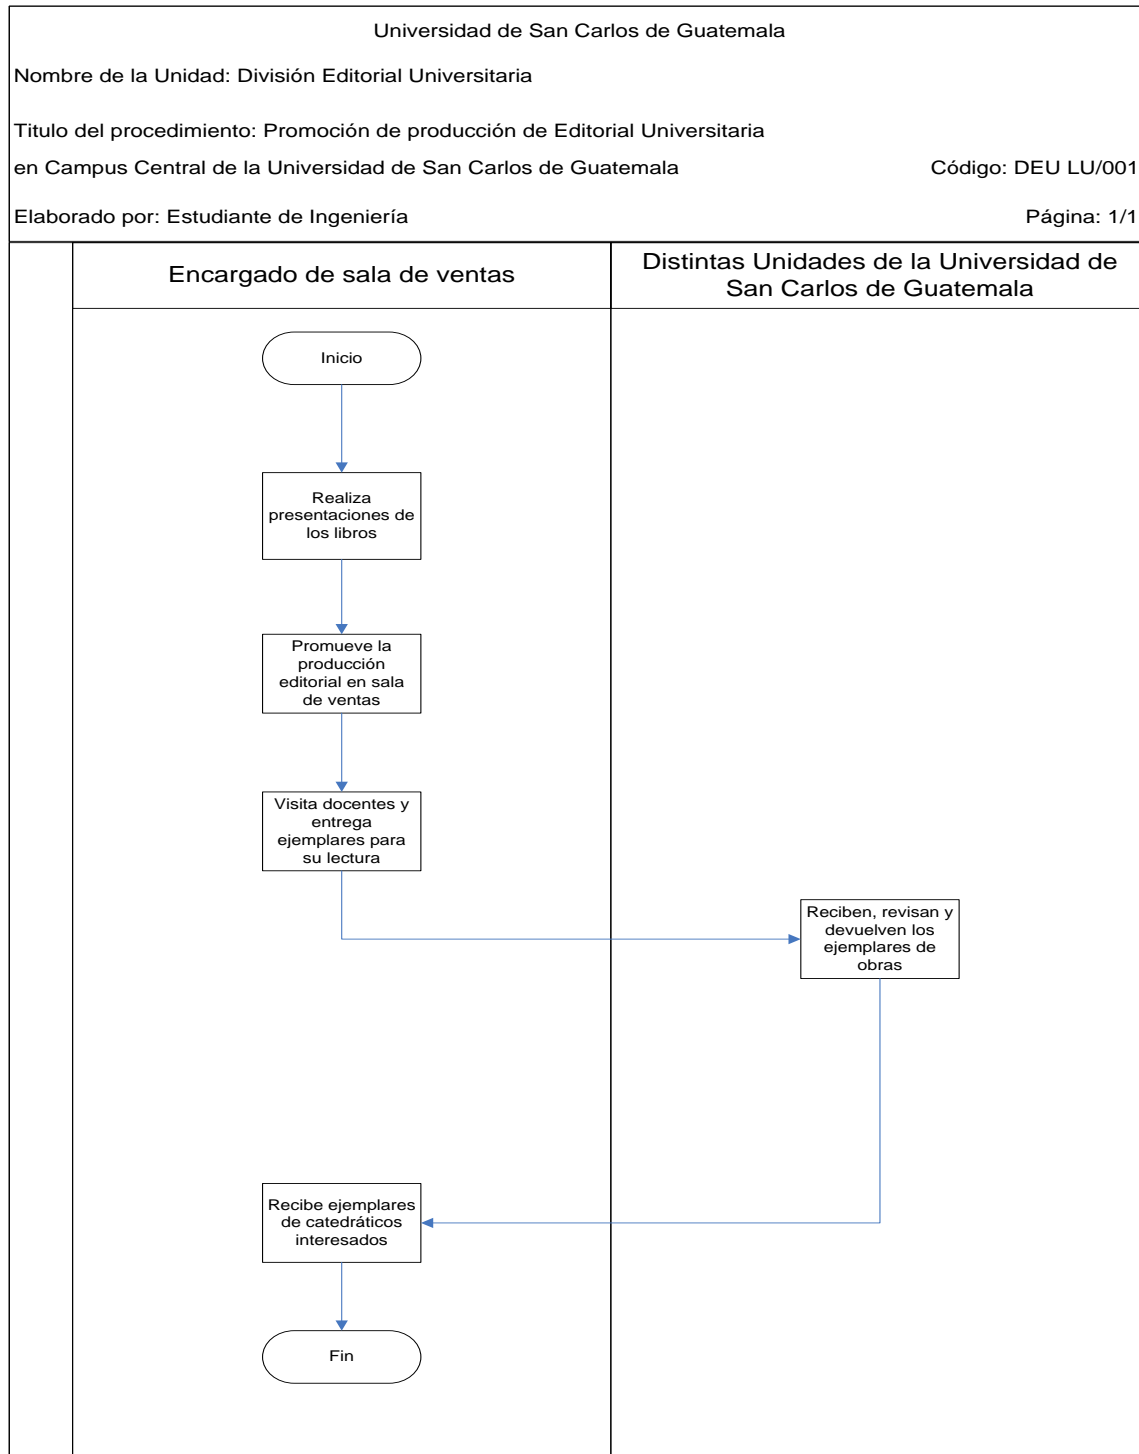 Universidad de San Carlos de Guatemala
Nombre de la Unidad: División Editorial Universitaria
Titulo del procedimiento: Promoción de producción de Editorial Universitaria
en Campus Central de la Universidad de San Carlos de Guatemala Código: DEU LU/001
Elaborado por: Estudiante de Ingeniería Página: 1/1
Encargado de sala de ventas
Distintas Unidades de la Universidad de
San Carlos de Guatemala
Inicio
Realiza
presentaciones de
los libros
Promueve la
producción
editorial en sala
de ventas
Visita docentes y
entrega
ejemplares para
su lectura
Reciben, revisan y
devuelven los
ejemplares de
obras
Recibe ejemplares
de catedráticos
interesados
Fin